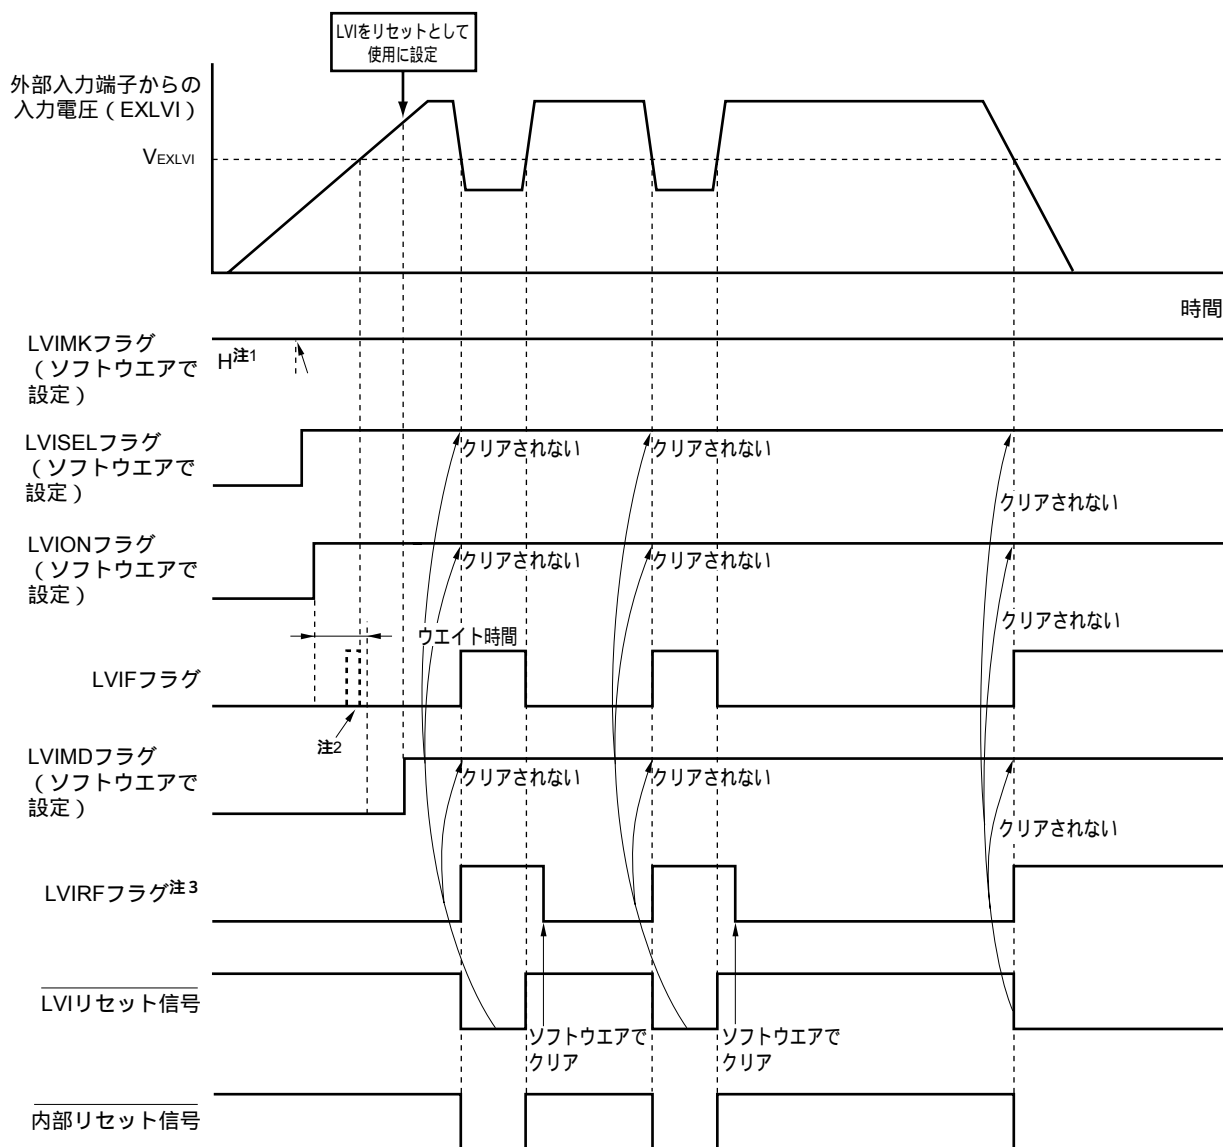 LVIをリセットとして
使用に設定
外部入力端子からの
入力電圧（EXLVI）
VEXLVI
時間
LVIMKフラグ
（ソフトウエアで
設定）
H注1
LVISELフラグ
（ソフトウエアで
設定）
クリアされない
クリアされない
クリアされない
LVIONフラグ
（ソフトウエアで
設定）
クリアされない
クリアされない
クリアされない
ウエイト時間
LVIFフラグ
注2
LVIMDフラグ
（ソフトウエアで
設定）
クリアされない
クリアされない
クリアされない
LVIRFフラグ注3
LVIリセット信号
ソフトウエアで
クリア
ソフトウエアで
クリア
内部リセット信号